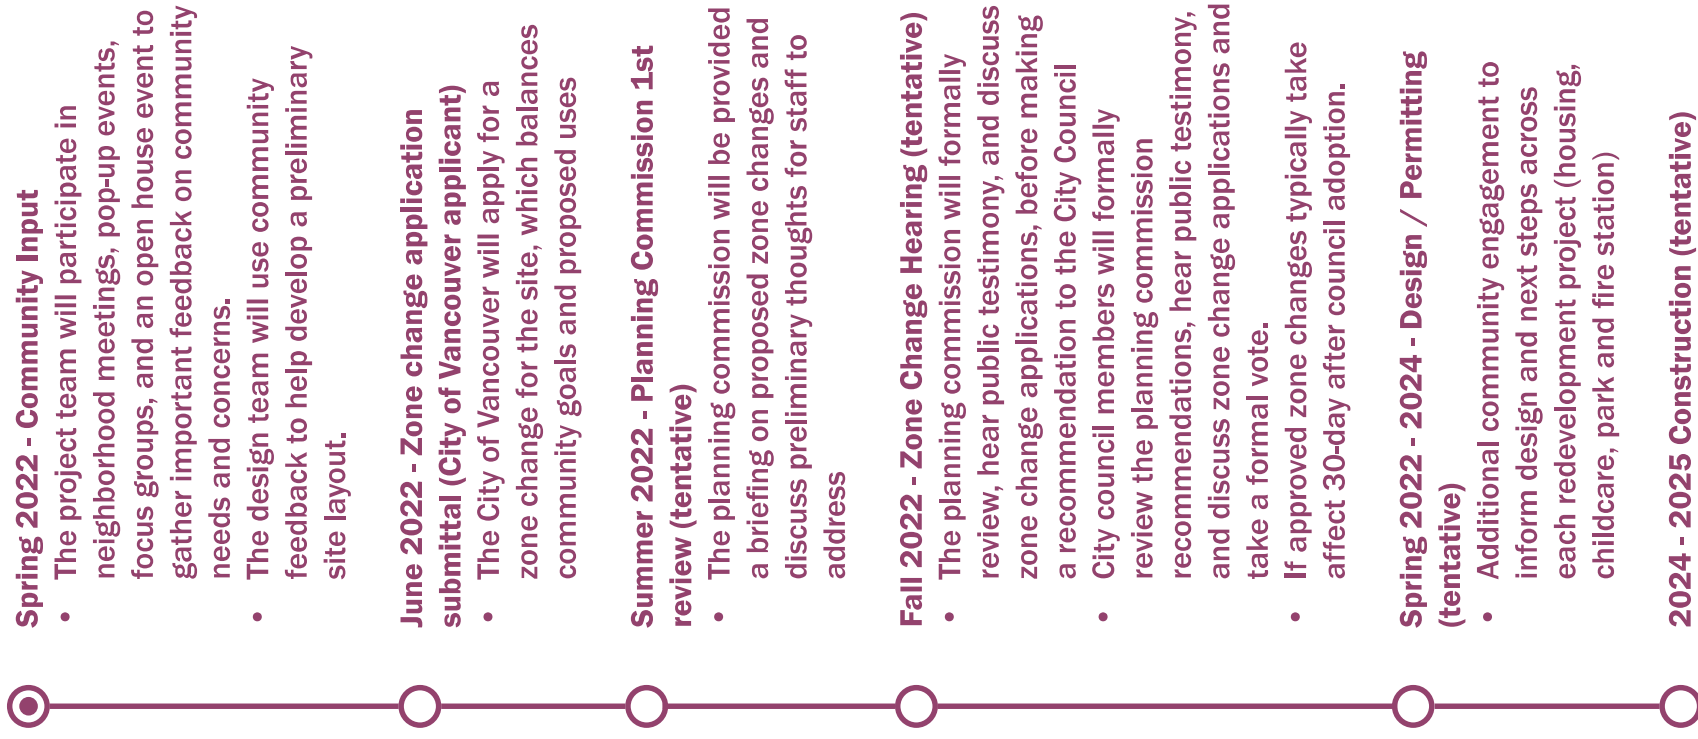 Spring 2022 - Community Input
• The project team will participate in
neighborhood meetings, pop-up events,
focus groups, and an open house event to
gather important feedback on community
needs and concerns.
• The design team will use community
feedback to help develop a preliminary
site layout.
June 2022 - Zone change application
submittal (City of Vancouver applicant)
• The City of Vancouver will apply for a
zone change for the site, which balances
community goals and proposed uses
Summer 2022 - Planning Commission 1st
review (tentative)
• The planning commission will be provided
a briefing on proposed zone changes and
discuss preliminary thoughts for staff to
address
Fall 2022 - Zone Change Hearing (tentative)
• The planning commission will formally
review, hear public testimony, and discuss
zone change applications, before making
a recommendation to the City Council
• City council members will formally
review the planning commission
recommendations, hear public testimony,
and discuss zone change applications and
take a formal vote.
• If approved zone changes typically take
affect 30-day after council adoption.
Spring 2022 - 2024 - Design / Permitting
(tentative)
• Additional community engagement to
inform design and next steps across
each redevelopment project (housing,
childcare, park and fire station)
2024 - 2025 Construction (tentative)